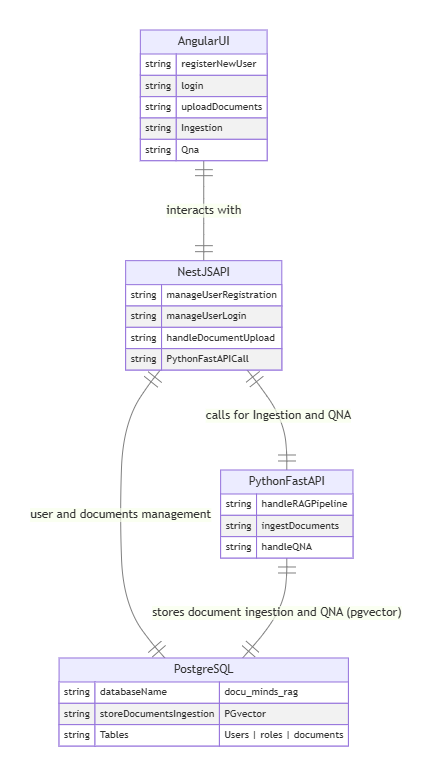 AngularUI
string registerNewUser
string login
string uploadDocuments
string Ingestion
string Qna
interacts with
NestJSAPI
string manageUserRegistration
string manageUserLogin
string handleDocumentUpload
string PythonFastAPICall
calls for Ingestion and QNA
PythonFastAPI
string handleRAGPipeline
string ingestDocuments
string handleQNA
user and documents management
stores document ingestion and QNA (pgvector)
PostgreSQL
string databaseName docu_minds_rag
string storeDocumentsIngestion PGvector
string Tables Users | roles | documents